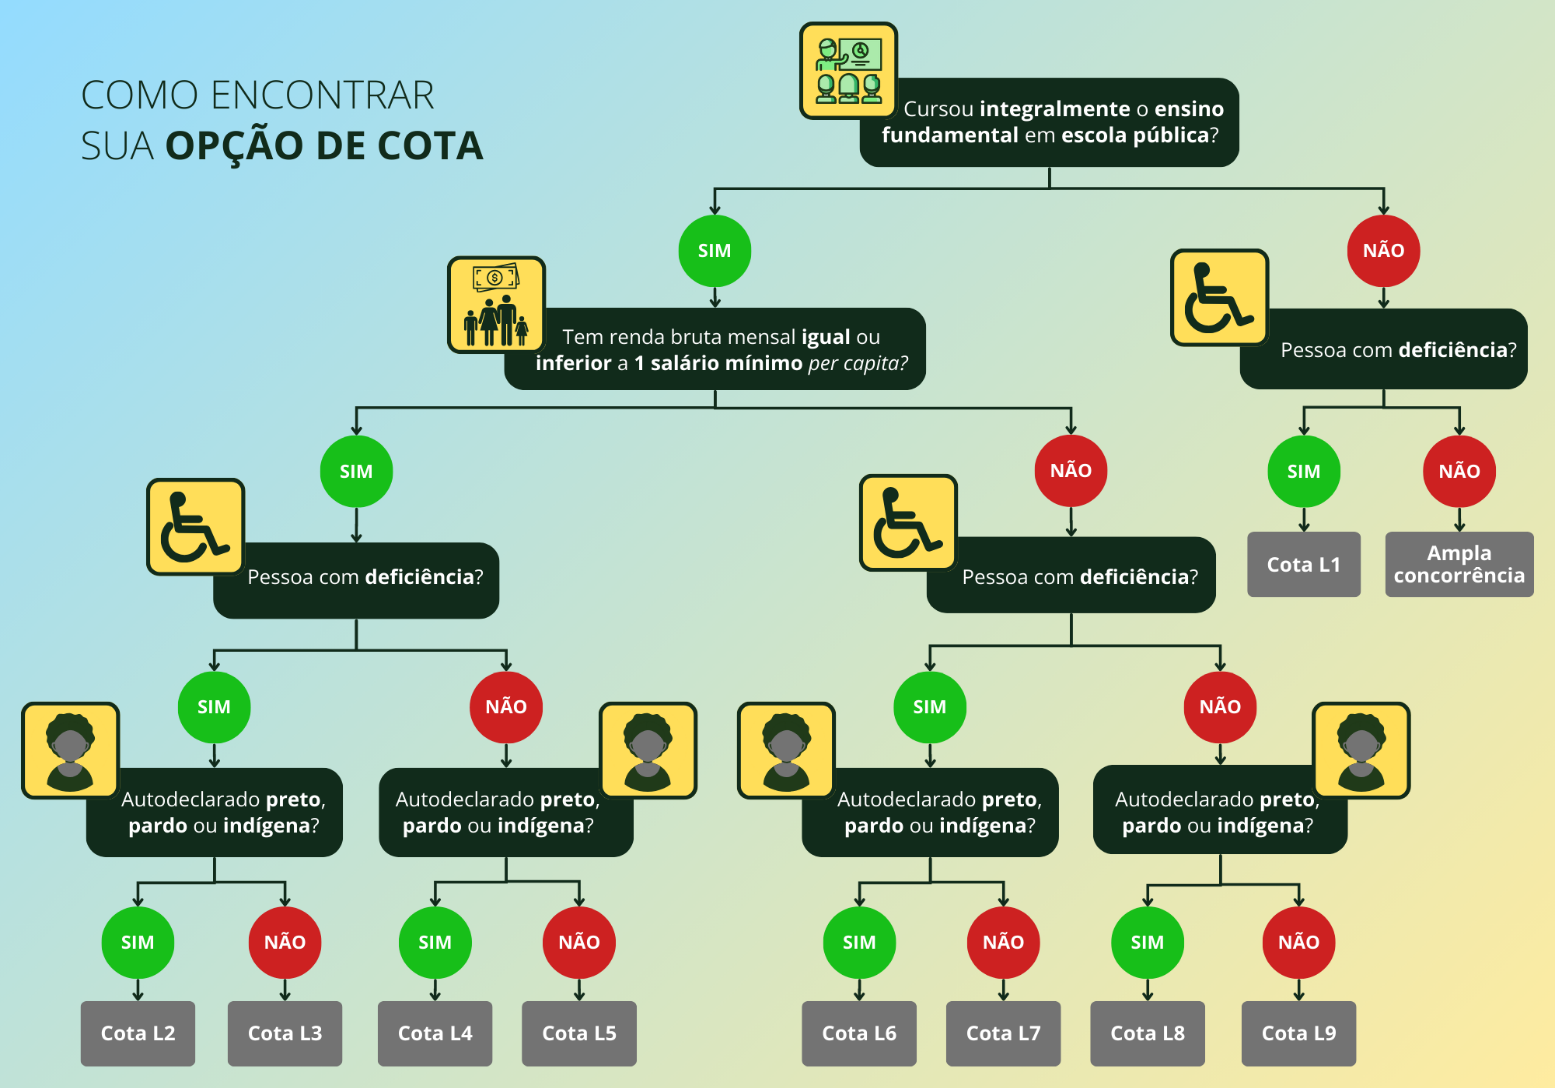 COMO ENCONTRAR
SUA OPÇÃO DE COTA
Cursou integralmente o ensino
fundamental em escola pública?
SIM
NÃO
Tem renda bruta mensal igual ou
inferior a 1 salário mínimo per capita?
Pessoa com deficiência?
SIM
NÃO
SIM
NÃO
Cota L1
Ampla
concorrência
Pessoa com deficiência?
Pessoa com deficiência?
SIM
NÃO
SIM
NÃO
Autodeclarado preto,
pardo ou indígena?
Autodeclarado preto,
pardo ou indígena?
Autodeclarado preto,
pardo ou indígena?
Autodeclarado preto,
pardo ou indígena?
SIM
NÃO
SIM
NÃO
SIM
NÃO
SIM
NÃO
Cota L2
Cota L3
Cota L4
Cota L5
Cota L6
Cota L7
Cota L8
Cota L9